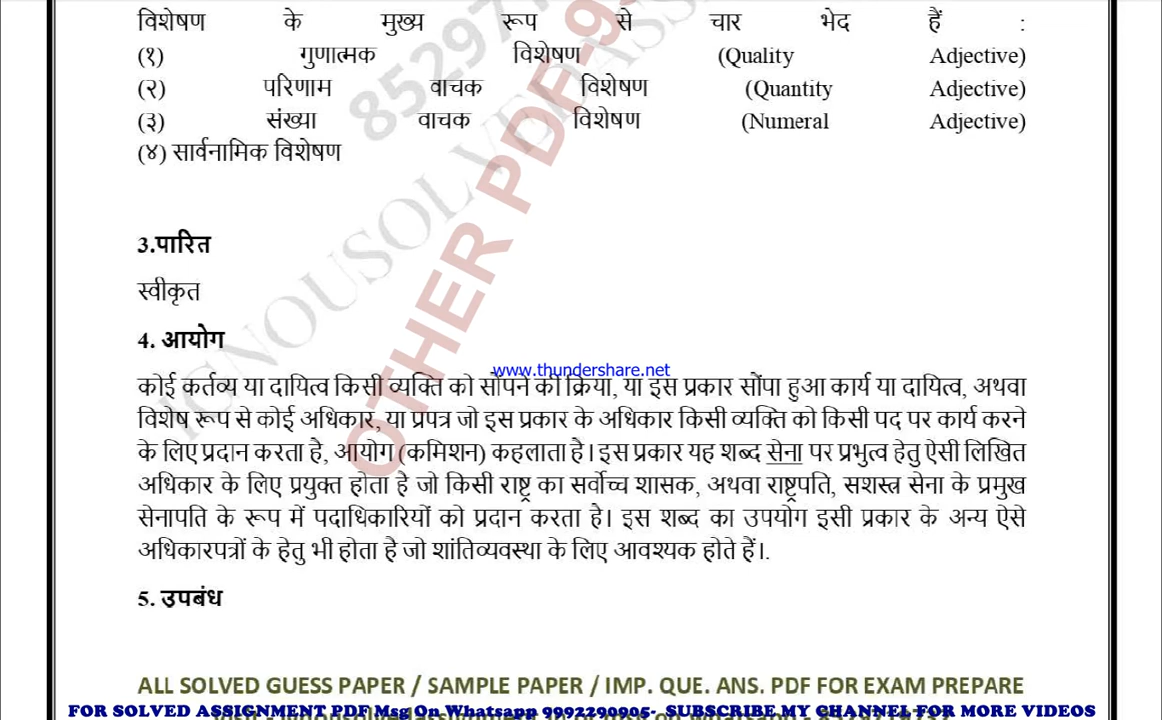 विशेषण के मुख्य रूप से चार भेद हैं :
(१) गुणात्मक विशेषण (Quality Adjective)
(२) परिणाम वाचक विशेषण (Quantity Adjective)
(३) संख्या वाचक विशेषण (Numeral Adjective)
(४) सार्वनामिक विशेषण
3.पारित
स्वीकृत
4. आयोग
www.thundershare.net
कोई कर्तव्य या दायित्व किसी व्यक्ति को सौंपने की क्रिया, या इस प्रकार सौंपा हुआ कार्य या दायित्व, अथवा
विशेष रूप से कोई अधिकार, या प्रपत्र जो इस प्रकार के अधिकार किसी व्यक्ति को किसी पद पर कार्य करने
के लिए प्रदान करता है, आयोग (कमिशन) कहलाता है। इस प्रकार यह शब्द सेना पर प्रभुत्व हेतु ऐसी लिखित
अधिकार के लिए प्रयुक्त होता है जो किसी राष्ट्र का सर्वोच्च शासक, अथवा राष्ट्रपति, सशस्त्र सेना के प्रमुख
सेनापति के रूप में पदाधिकारियों को प्रदान करता है। इस शब्द का उपयोग इसी प्रकार के अन्य ऐसे
अधिकारपत्रों के हेतु भी होता है जो शांतिव्यवस्था के लिए आवश्यक होते हैं।.
5. उपबंध
OTHER PDF-9
ALL SOLVED GUESS PAPER / SAMPLE PAPER / IMP. QUE. ANS. PDF FOR EXAM PREPARE
FOR SOLVED ASSIGNMENT PDF Msg On Whatsapp 9992290905- SUBSCRIBE MY CHANNEL FOR MORE VIDEOS